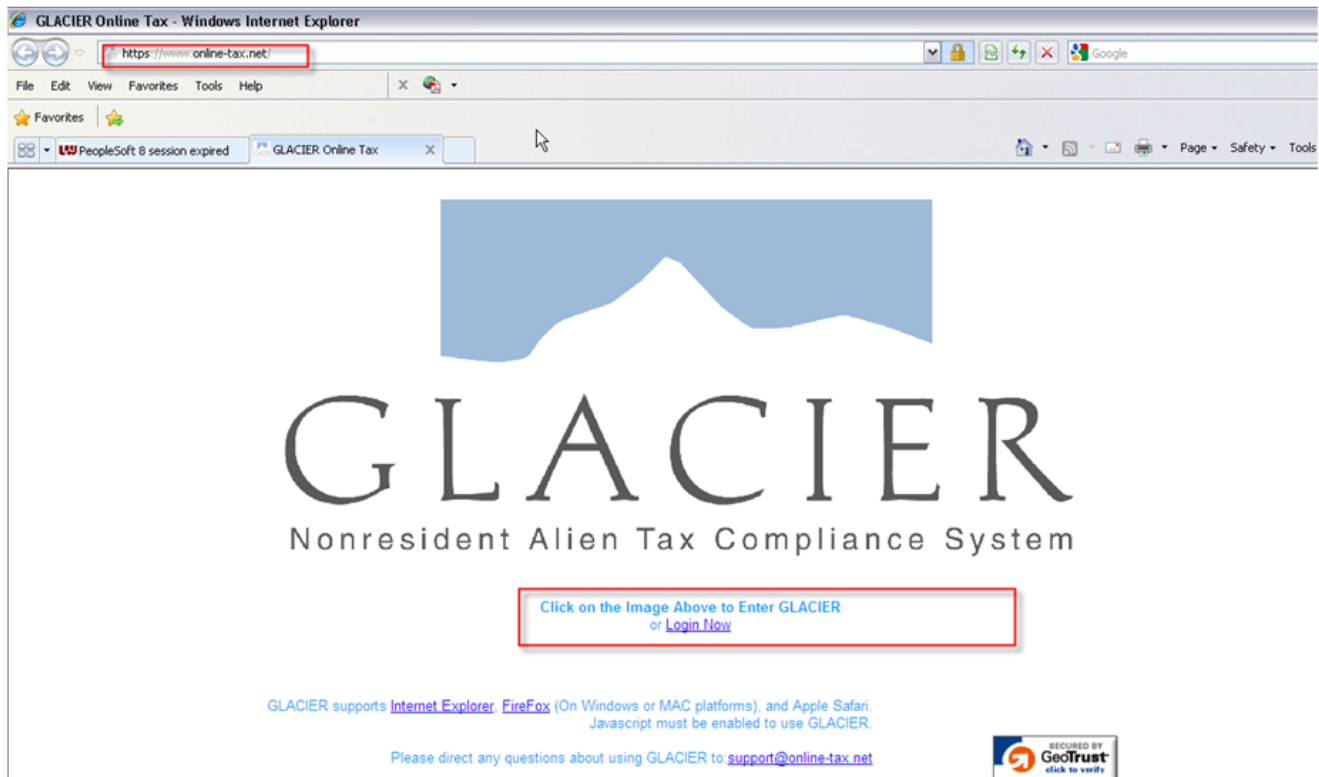 GLACIER Online Tax - Windows Internet Explorer
https://www.online-tax.net/
Google
File Edit View Favorites Tools Help
Favorites
PeopleSoft 8 session expired GLACIER Online Tax
Page Safety Tools
GLACIER
Nonresident Alien Tax Compliance System
Click on the Image Above to Enter GLACIER
or Login Now
GLACIER supports Internet Explorer, FireFox (On Windows or MAC platforms), and Apple Safari.
Javascript must be enabled to use GLACIER.
Please direct any questions about using GLACIER to:support@online-tax.net
SECURED BY
GeoTrust
click to verify